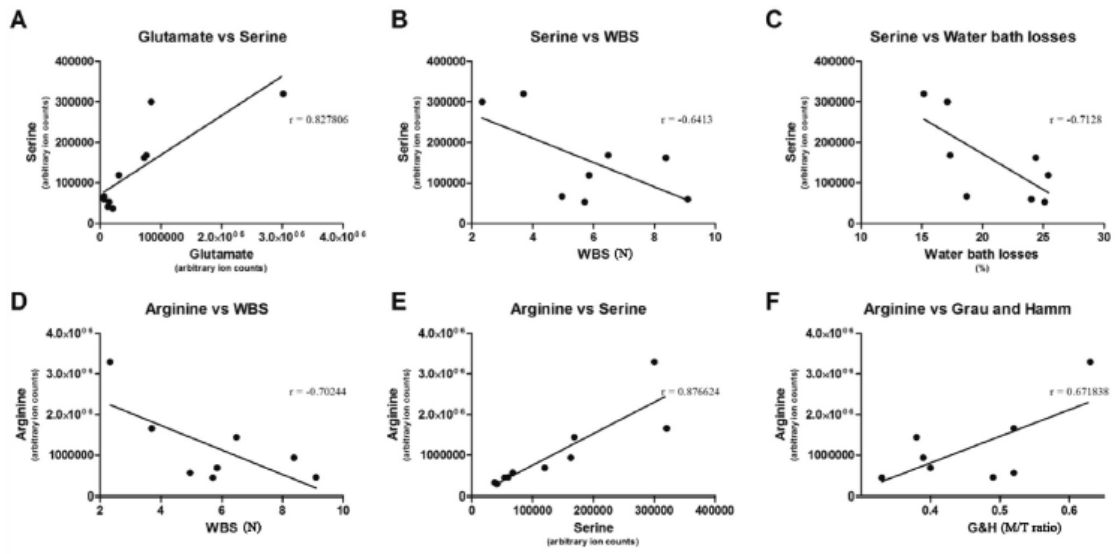 A
Glutamate vs Serine
400000
300000
200000
100000
0
Serine
(arbitrary ion counts)
r = 0.827806
0
1000000
2.0×10⁰⁶
3.0×10⁰⁶
4.0×10⁰⁶
Glutamate
(arbitrary ion counts)
B
Serine vs WBS
400000
300000
200000
100000
0
Serine
(arbitrary ion counts)
r = -0.6413
2
4
6
8
10
WBS (N)
C
Serine vs Water bath losses
400000
300000
200000
100000
0
Serine
(arbitrary ion counts)
r = -0.7128
10
15
20
25
30
Water bath losses
(%)
D
Arginine vs WBS
4.0×10⁰⁶
3.0×10⁰⁶
2.0×10⁰⁶
1000000
0
Arginine
(arbitrary ion counts)
r = -0.70244
2
4
6
8
10
WBS (N)
E
Arginine vs Serine
4.0×10⁰⁶
3.0×10⁰⁶
2.0×10⁰⁶
1000000
0
Arginine
(arbitrary ion counts)
r = 0.876624
0
100000
200000
300000
400000
Serine
(arbitrary ion counts)
F
Arginine vs Grau and Hamm
4.0×10⁰⁶
3.0×10⁰⁶
2.0×10⁰⁶
1000000
0
Arginine
(arbitrary ion counts)
r = 0.671838
0.4
0.5
0.6
G&H (M/T ratio)